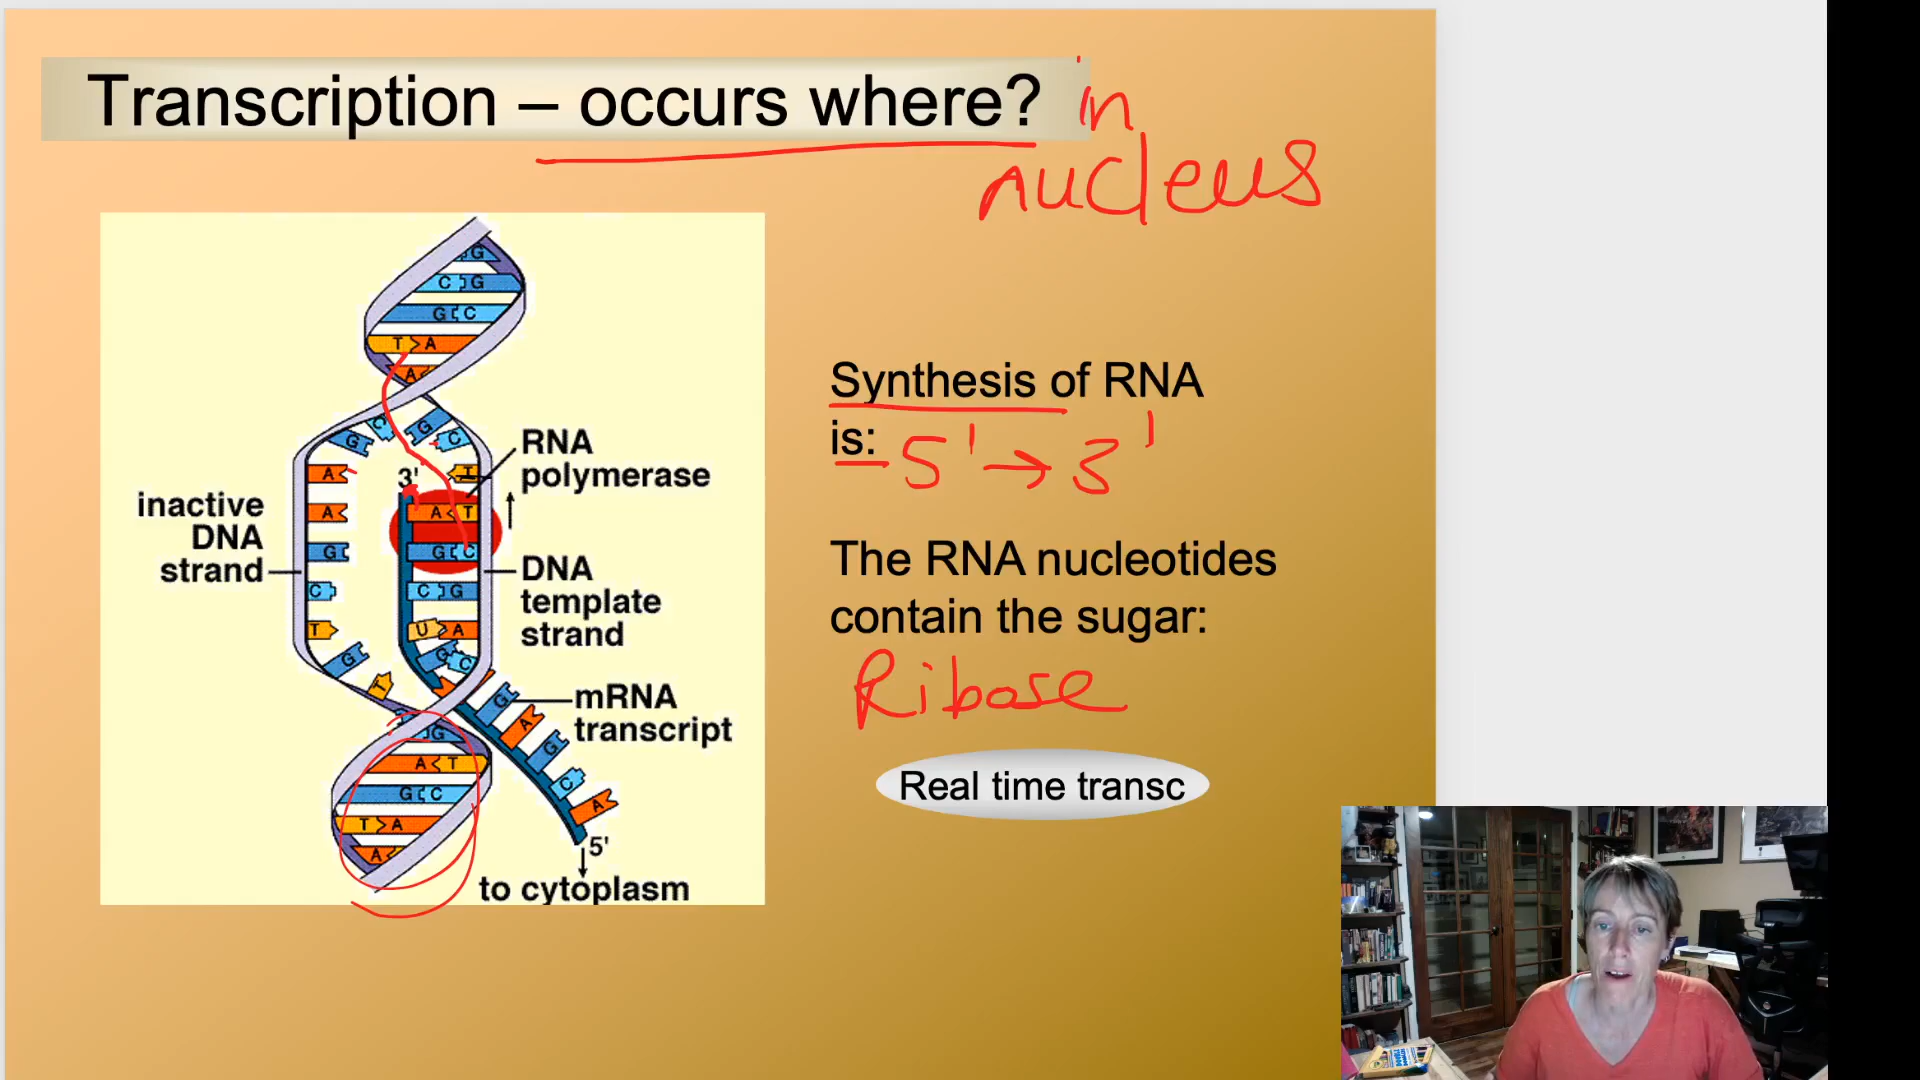 Transcription – occurs where? in
nucleus
G
C G
G C
T A
A
C G
G C
A T
3'
RNA
polymerase
inactive
DNA
strand
A
A T
G
G C
DNA
template
strand
C
C G
T
U A
G
G C
T
mRNA
transcript
G
A
G
C
A
G
A T
G C
T A
A
5'
to cytoplasm
Synthesis of RNA
is: 5' → 3'
The RNA nucleotides
contain the sugar:
Ribose
Real time transc